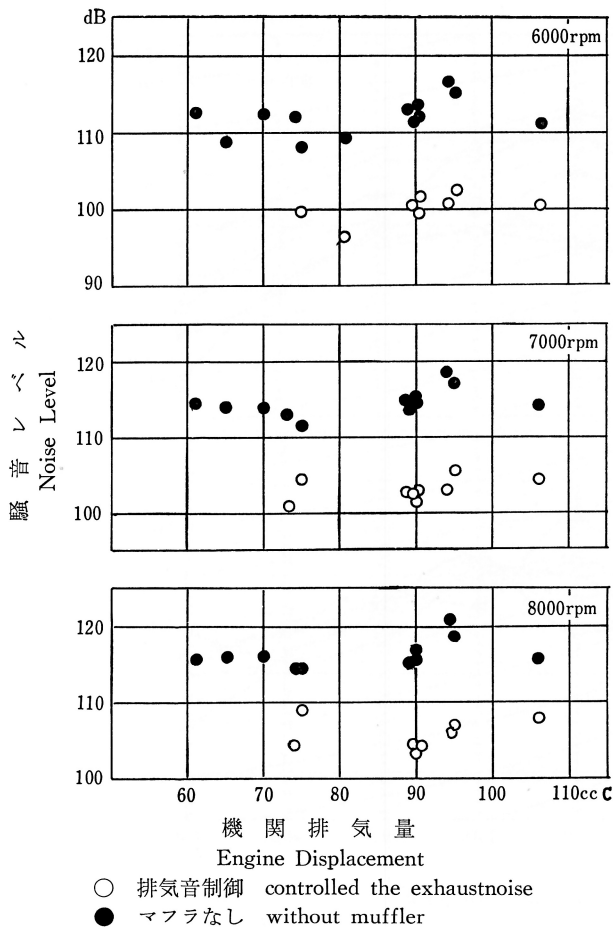 dB
6000rpm
120
110
100
90
7000rpm
120
110
100
騒音レベル
Noise Level
8000rpm
120
110
100
60 70 80 90 100 110cc c
機関排気量
Engine Displacement
○ 排気音制御 controlled the exhaustnoise
● マフラなし without muffler